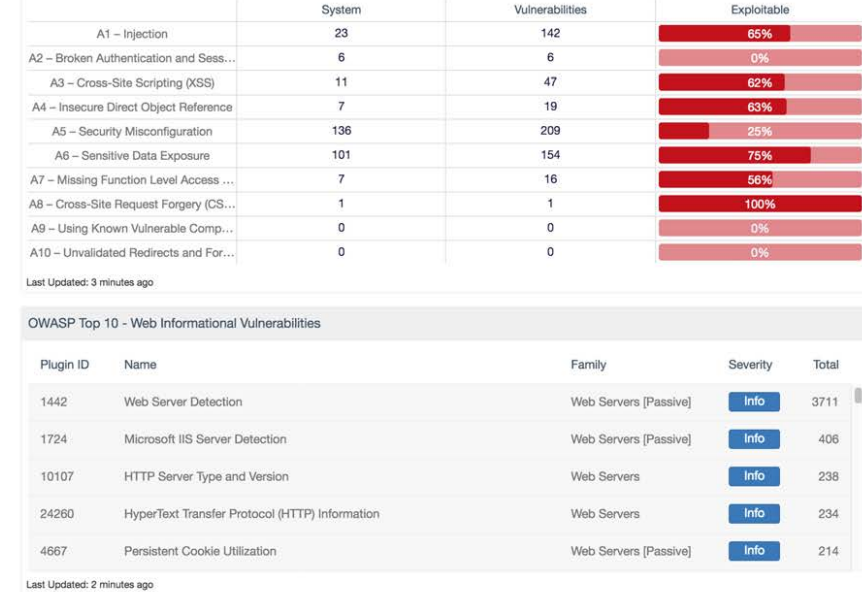 System Vulnerabilities Exploitable
A1 – Injection 23 142 65%
A2 – Broken Authentication and Sess... 6 6 0%
A3 – Cross-Site Scripting (XSS) 11 47 62%
A4 – Insecure Direct Object Reference 7 19 63%
A5 – Security Misconfiguration 136 209 25%
A6 – Sensitive Data Exposure 101 154 75%
A7 – Missing Function Level Access ... 7 16 56%
A8 – Cross-Site Request Forgery (CS... 1 1 100%
A9 – Using Known Vulnerable Comp... 0 0 0%
A10 – Unvalidated Redirects and For... 0 0 0%
Last Updated: 3 minutes ago
OWASP Top 10 - Web Informational Vulnerabilities
Plugin ID Name Family Severity Total
1442 Web Server Detection Web Servers [Passive] Info 3711
1724 Microsoft IIS Server Detection Web Servers [Passive] Info 406
10107 HTTP Server Type and Version Web Servers Info 238
24260 HyperText Transfer Protocol (HTTP) Information Web Servers Info 234
4667 Persistent Cookie Utilization Web Servers [Passive] Info 214
Last Updated: 2 minutes ago